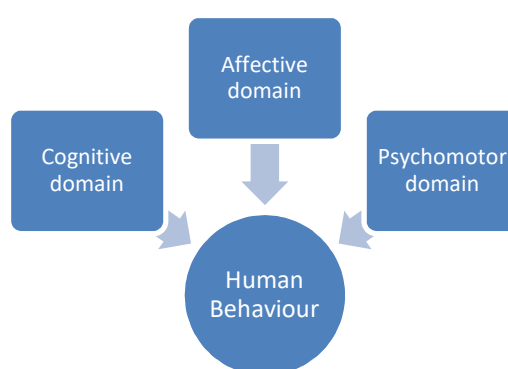 Affective
domain
Cognitive
domain
Psychomotor
domain
Human
Behaviour